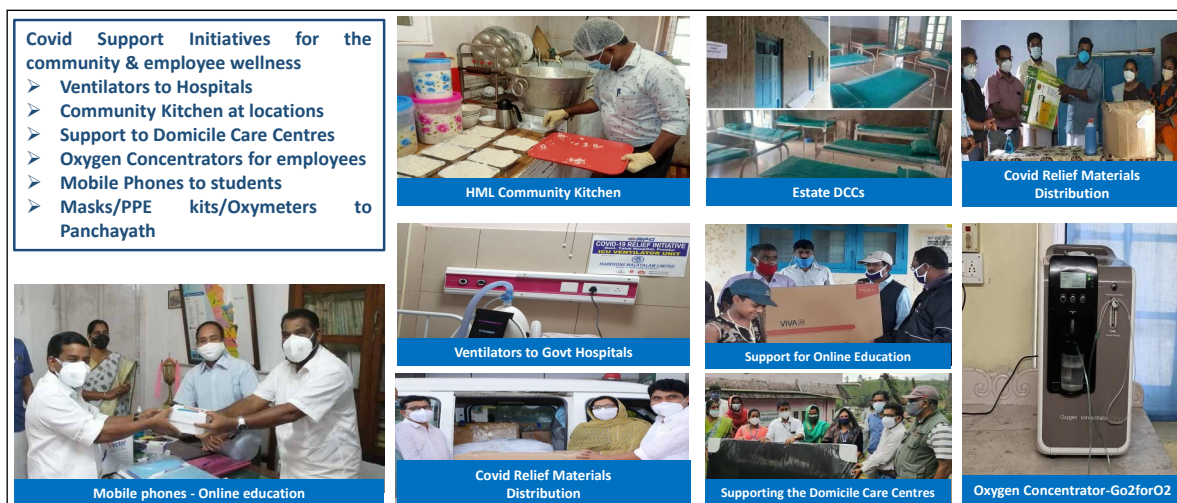 Covid Support Initiatives for the
community & employee wellness
➢ Ventilators to Hospitals
➢ Community Kitchen at locations
➢ Support to Domicile Care Centres
➢ Oxygen Concentrators for employees
➢ Mobile Phones to students
➢ Masks/PPE kits/Oxymeters to
Panchayath
HML Community Kitchen
Estate DCCs
Covid Relief Materials
Distribution
RPG
COVID-19 RELIEF INITIATIVE
ICU VENTILATOR UNIT
HARRISONS MALAYALAM LIMITED
Ventilators to Govt Hospitals
VIVA
Support for Online Education
Oxygen concentrator
Mobile phones - Online education
Covid Relief Materials
Distribution
Supporting the Domicile Care Centres
Oxygen Concentrator-Go2forO2